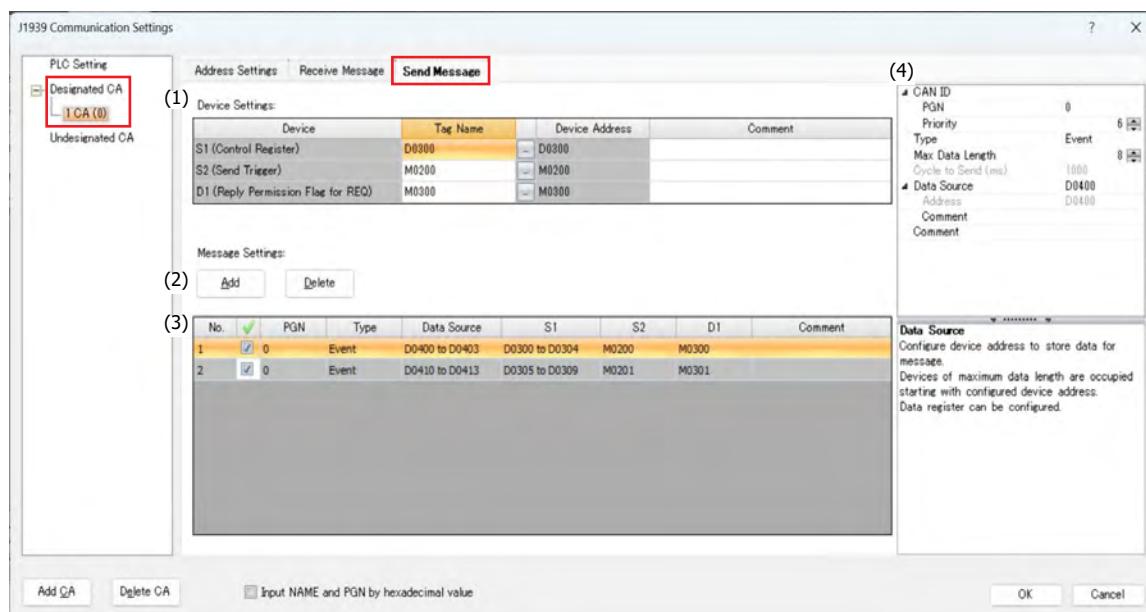 J1939 Communication Settings
? X
PLC Setting
Designated CA
1 CA (0)
Undesignated CA
Address Settings Receive Message Send Message
(1) Device Settings:
Device Tag Name Device Address Comment
S1 (Control Register) D0300 ... D0300
S2 (Send Trigger) M0200 ... M0200
D1 (Reply Permission Flag for REQ) M0300 ... M0300
Message Settings:
(2) Add Delete
(3) No. PGN Type Data Source S1 S2 D1 Comment
1 0 Event D0400 to D0403 D0300 to D0304 M0200 M0300
2 0 Event D0410 to D0413 D0305 to D0309 M0201 M0301
(4)
CAN ID
PGN 0
Priority 6
Type Event
Max Data Length 8
Cycle to Send (ms) 1000
Data Source D0400
Address D0400
Comment
Comment
Data Source
Configure device address to store data for
message.
Devices of maximum data length are occupied
starting with configured device address.
Data register can be configured.
Add CA Delete CA Input NAME and PGN by hexadecimal value OK Cancel